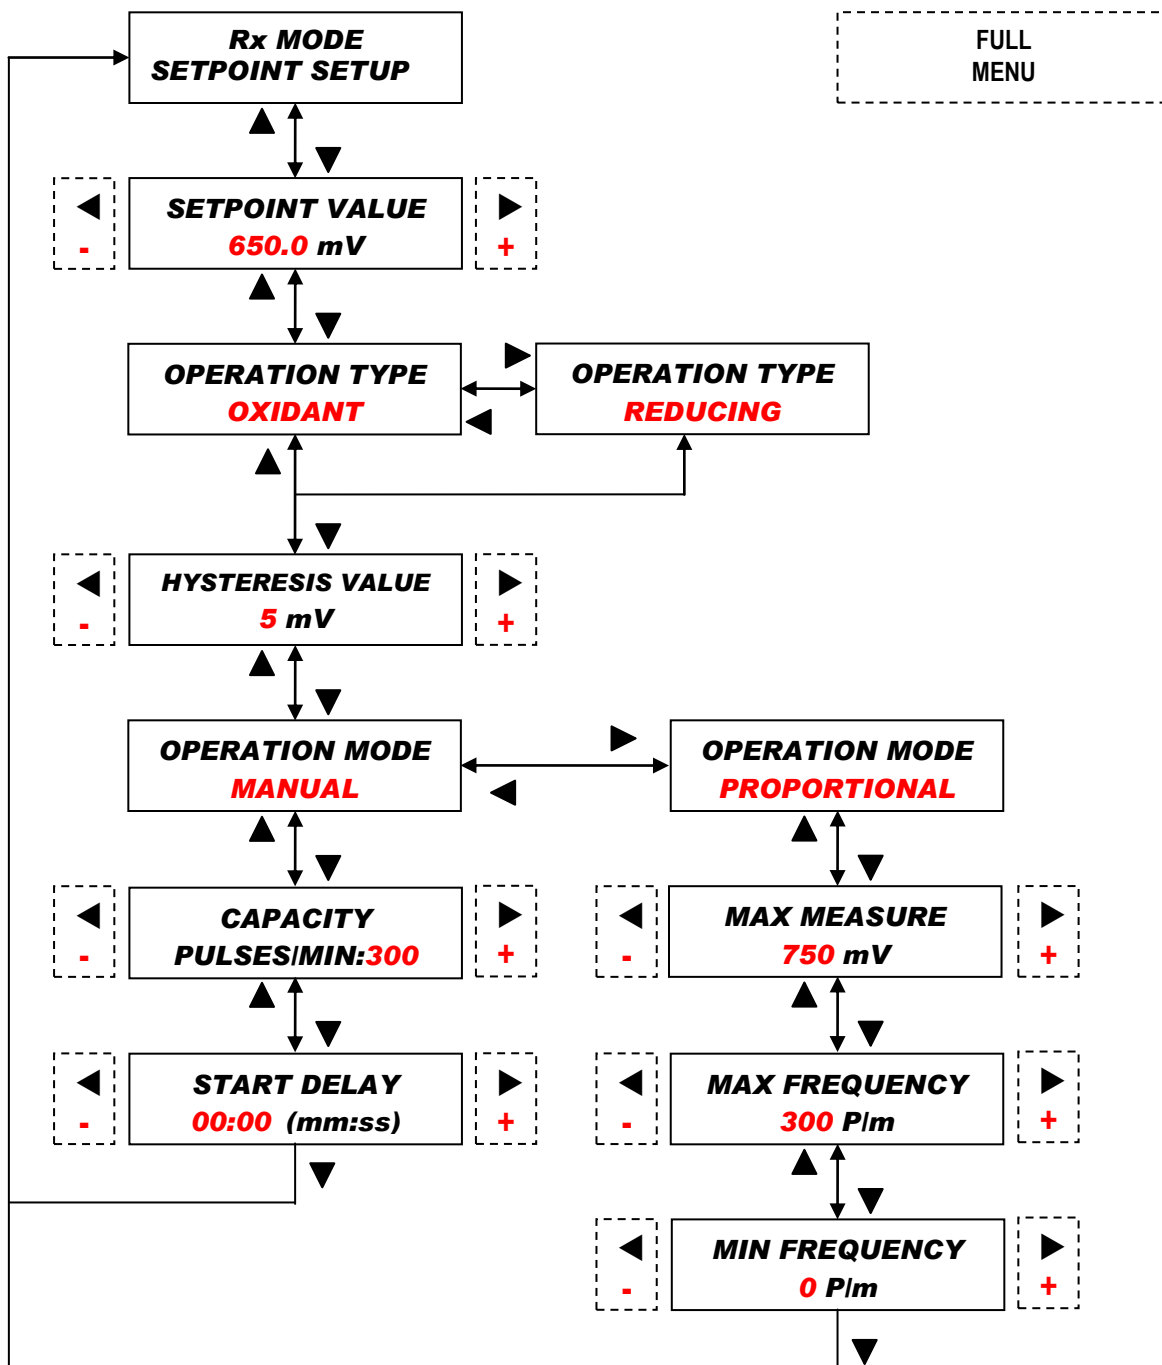 Rx MODE
SETPOINT SETUP
FULL
MENU
SETPOINT VALUE
650.0 mV
-
+
OPERATION TYPE
OXIDANT
OPERATION TYPE
REDUCING
HYSTERESIS VALUE
5 mV
-
+
OPERATION MODE
MANUAL
OPERATION MODE
PROPORTIONAL
CAPACITY
PULSES/MIN:300
-
+
MAX MEASURE
750 mV
-
+
START DELAY
00:00 (mm:ss)
-
+
MAX FREQUENCY
300 P/m
-
+
MIN FREQUENCY
0 P/m
-
+